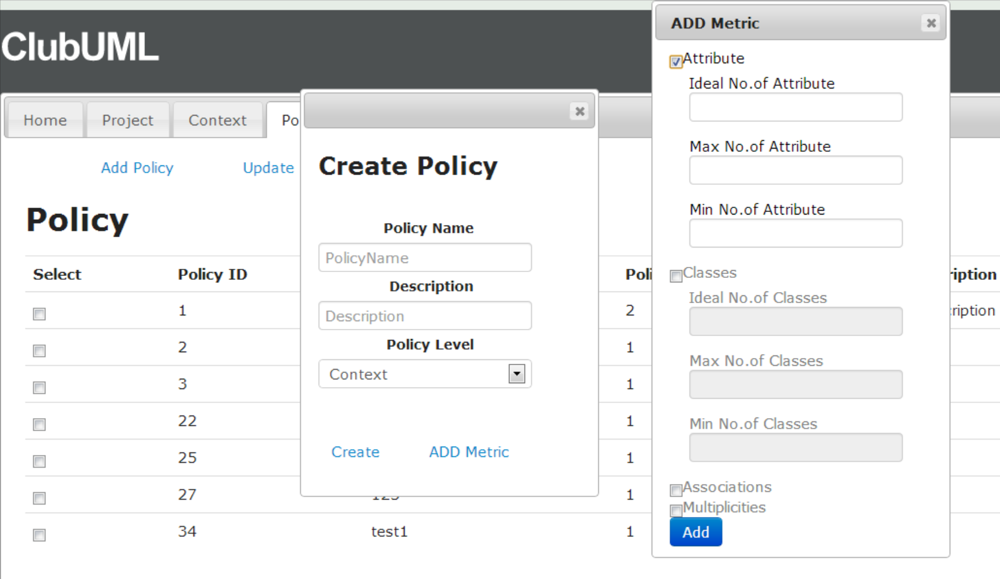 ClubUML
Home
Project
Context
Po
Add Policy
Update
Policy
Select
Policy ID
Poli
ription
1
2
ription
2
1
3
1
22
1
25
1
27
1
34
test1
1
Create Policy
Policy Name
PolicyName
Description
Description
Policy Level
Context
Create
ADD Metric
ADD Metric
Attribute
Ideal No.of Attribute
Max No.of Attribute
Min No.of Attribute
Classes
Ideal No.of Classes
Max No.of Classes
Min No.of Classes
Associations
Multiplicities
Add